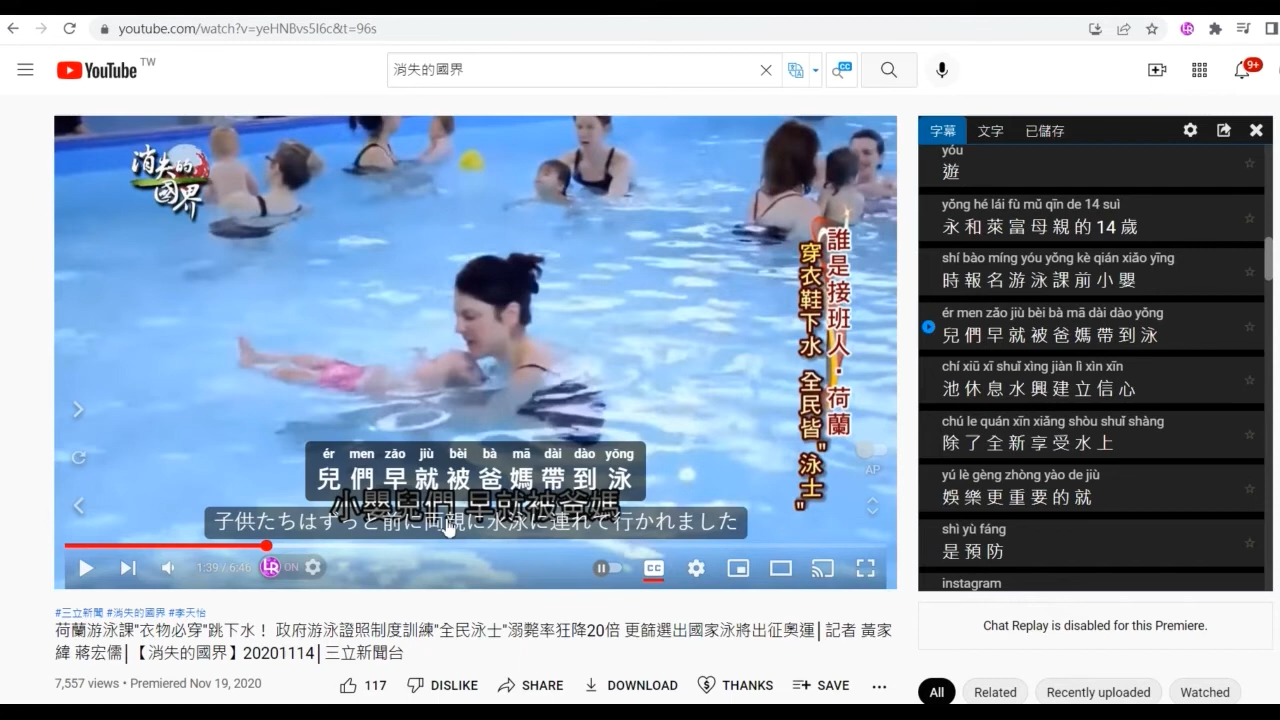 youtube.com/watch?v=yeHNBvs5I6c&t=96s
YouTube TW
消失的國界
9+
消失的國界
誰是接班人．荷蘭
穿衣鞋下水 全民皆"泳士"
ér men zǎo jiù bèi bà mā dài dào yǒng
兒們早就被爸媽帶到泳
小嬰兒們 早就被爸媽
子供たちはずっと前に両親に水泳に連れて行かれました
AP
1:39 / 6:46
LR ON
CC
字幕 文字 已儲存
yóu
遊
yǒng hé lái fù mǔ qīn de 14 suì
永和萊富母親的14歲
shí bào míng yóu yǒng kè qián xiǎo yīng
時報名游泳課前小嬰
ér men zǎo jiù bèi bà mā dài dào yǒng
兒們早就被爸媽帶到泳
chí xiū xī shuǐ xìng jiàn lì xìn xīn
池休息水興建立信心
chú le quán xīn xiǎng shòu shuǐ shàng
除了全新享受水上
yú lè gèng zhòng yào de jiù
娛樂更重要的就
shì yù fáng
是預防
instagram
Chat Replay is disabled for this Premiere.
#三立新聞 #消失的國界 #李天怡
荷蘭游泳課"衣物必穿"跳下水！ 政府游泳證照制度訓練"全民泳士"溺斃率狂降20倍 更篩選出國家泳將出征奧運│記者 黃家
緯 蔣宏儒│【消失的國界】20201114│三立新聞台
7,557 views • Premiered Nov 19, 2020
117 DISLIKE SHARE DOWNLOAD THANKS SAVE
All Related Recently uploaded Watched